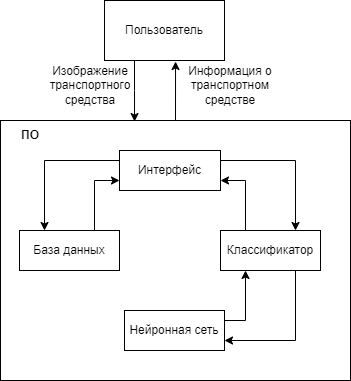 Пользователь
Изображение
транспортного
средства
Информация о
транспортном
средстве
ПО
Интерфейс
База данных
Классификатор
Нейронная сеть